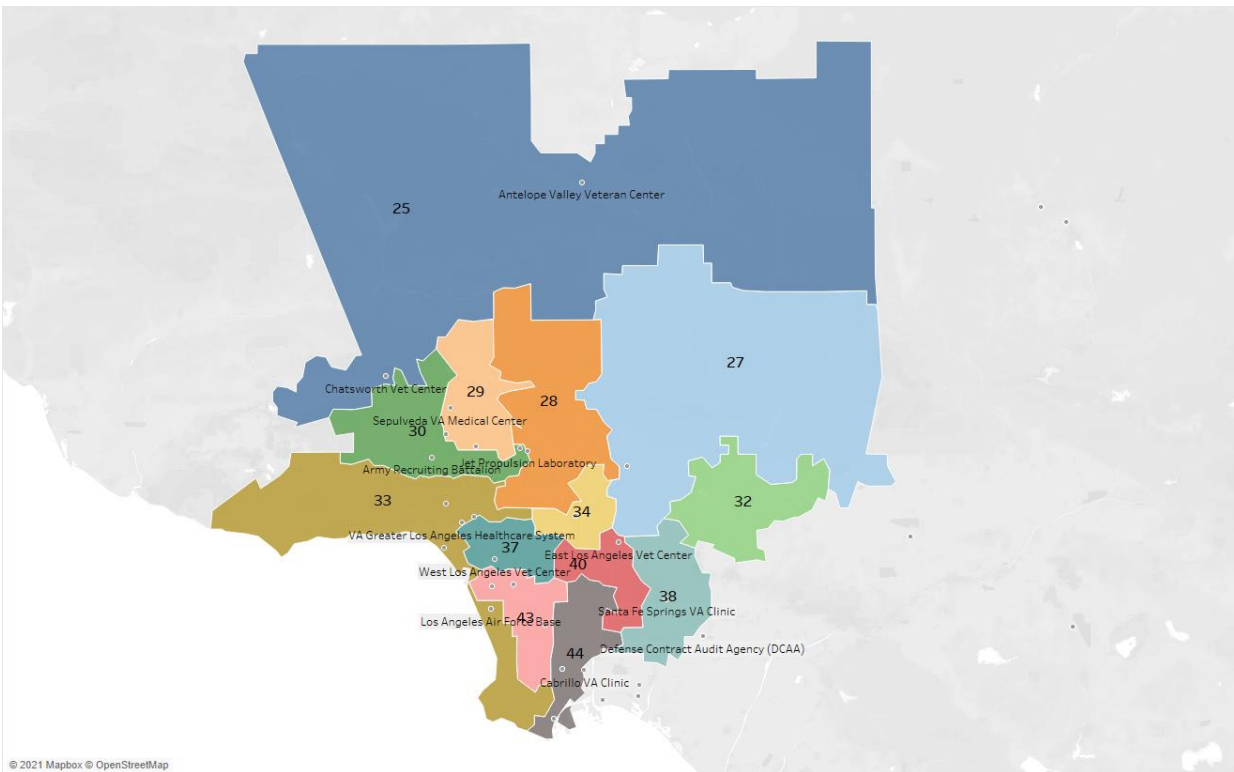 Antelope Valley Veteran Center
25
27
Chatsworth Vet Center
29
28
Sepulveda VA Medical Center
30
Jet Propulsion Laboratory
Army Recruiting Battalion
33
32
34
VA Greater Los Angeles Healthcare System
37
East Los Angeles Vet Center
40
West Los Angeles Vet Center
38
Santa Fe Springs VA Clinic
43
Los Angeles Air Force Base
44
Defense Contract Audit Agency (DCAA)
Cabrillo VA Clinic
© 2021 Mapbox © OpenStreetMap